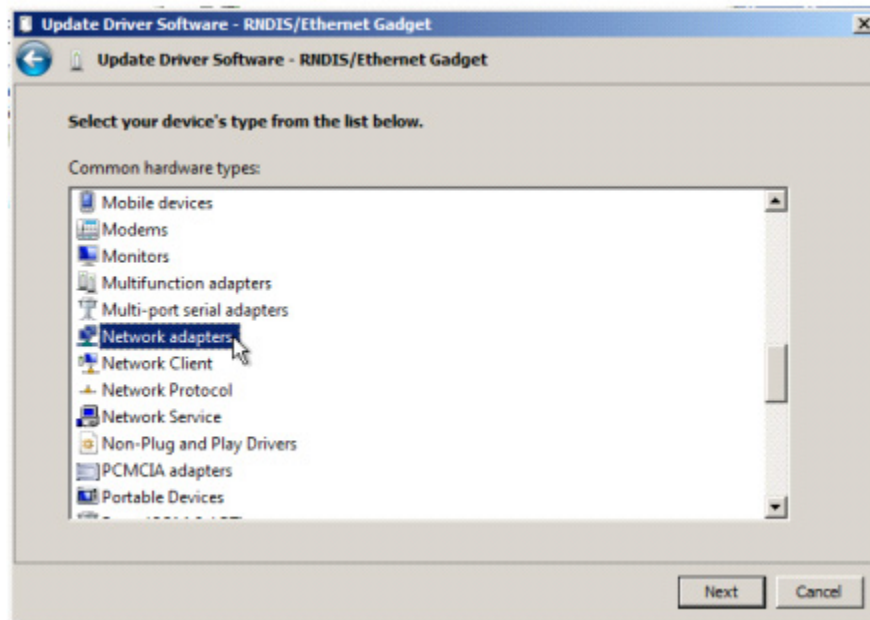 Update Driver Software - RNDIS/Ethernet Gadget
Update Driver Software - RNDIS/Ethernet Gadget
Select your device's type from the list below.
Common hardware types:
Mobile devices
Modems
Monitors
Multifunction adapters
Multi-port serial adapters
Network adapters
Network Client
Network Protocol
Network Service
Non-Plug and Play Drivers
PCMCIA adapters
Portable Devices
Next
Cancel